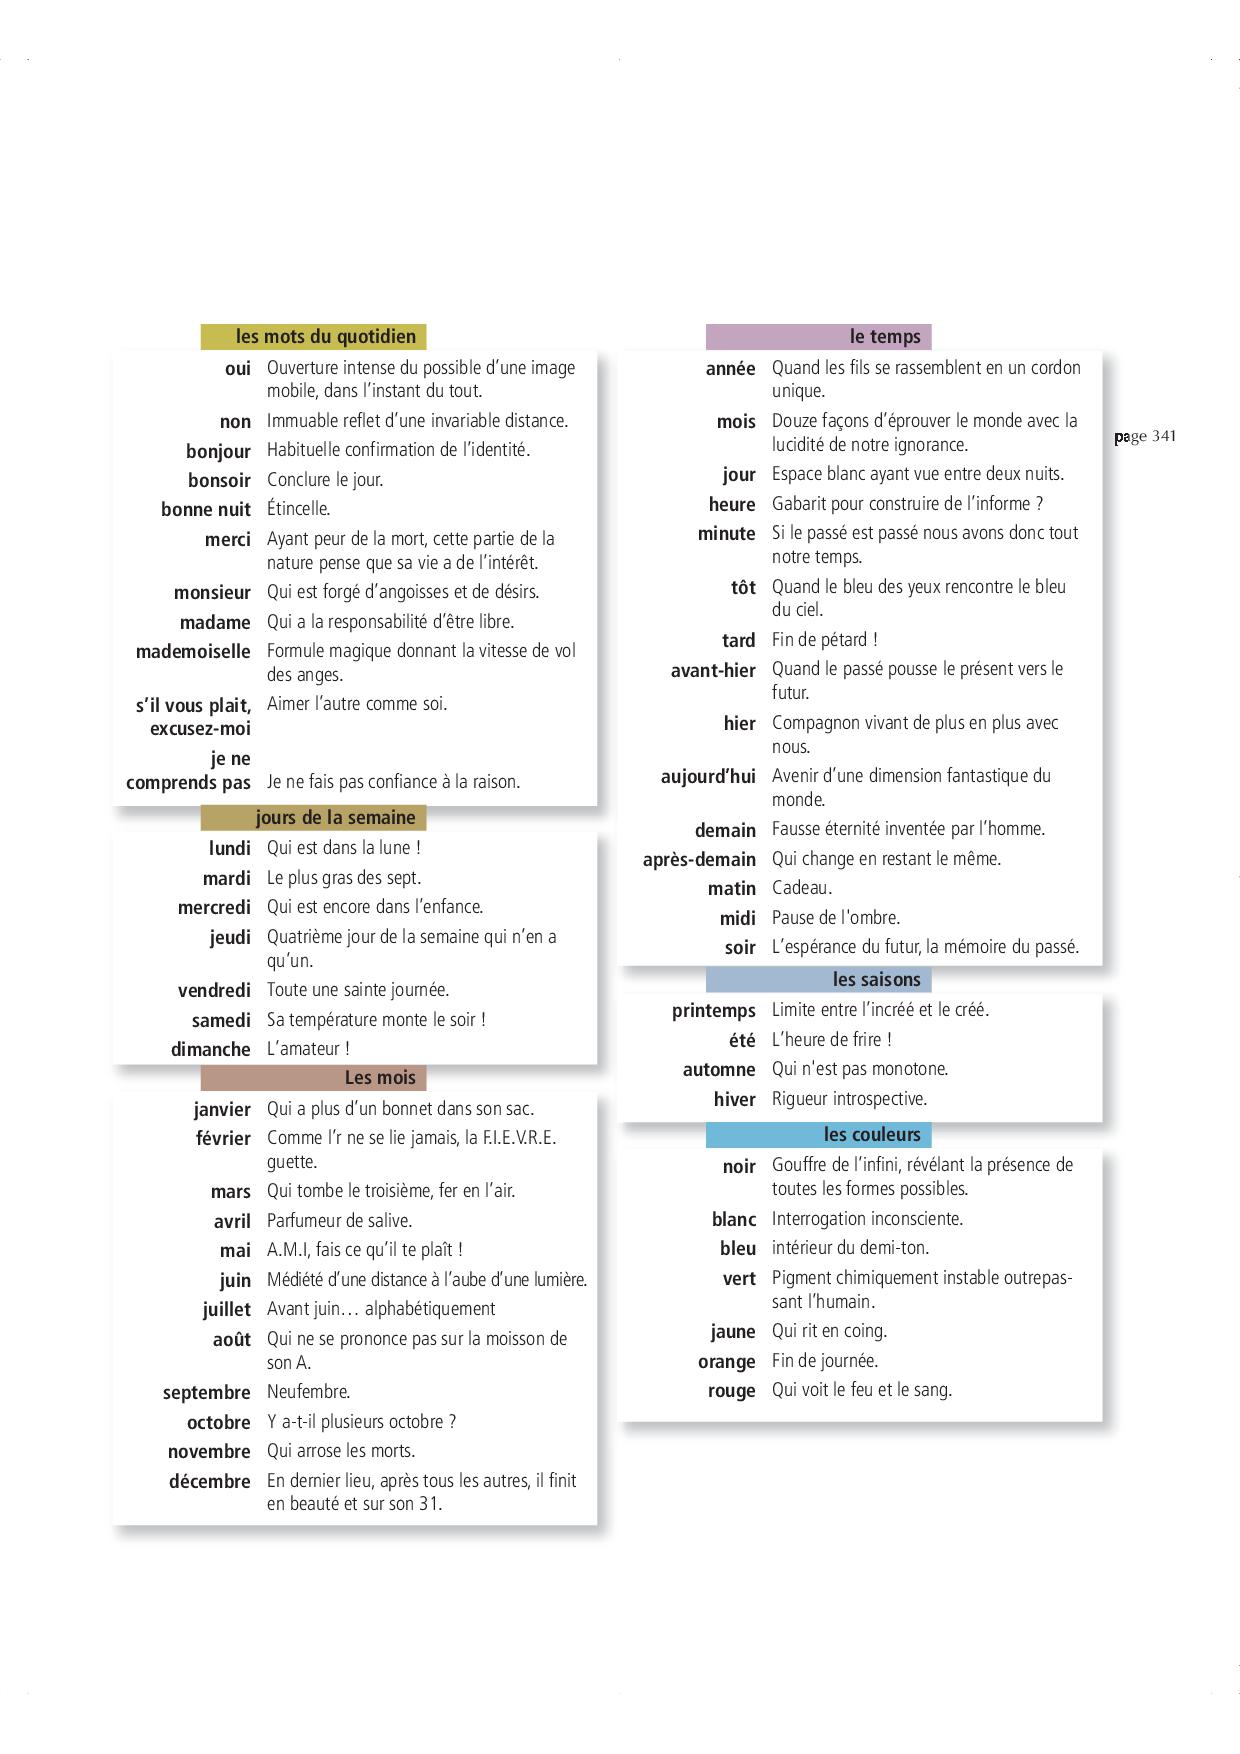 les mots du quotidien
oui Ouverture intense du possible d’une image
mobile, dans l’instant du tout.
non Immuable reflet d’une invariable distance.
bonjour Habituelle confirmation de l’identité.
bonsoir Conclure le jour.
bonne nuit Étincelle.
merci Ayant peur de la mort, cette partie de la
nature pense que sa vie a de l’intérêt.
monsieur Qui est forgé d’angoisses et de désirs.
madame Qui a la responsabilité d’être libre.
mademoiselle Formule magique donnant la vitesse de vol
des anges.
s’il vous plait, Aimer l’autre comme soi.
excusez-moi
je ne
comprends pas Je ne fais pas confiance à la raison.
jours de la semaine
lundi Qui est dans la lune !
mardi Le plus gras des sept.
mercredi Qui est encore dans l’enfance.
jeudi Quatrième jour de la semaine qui n’en a
qu’un.
vendredi Toute une sainte journée.
samedi Sa température monte le soir !
dimanche L’amateur !
Les mois
janvier Qui a plus d’un bonnet dans son sac.
février Comme l’r ne se lie jamais, la F.I.E.V.R.E.
guette.
mars Qui tombe le troisième, fer en l’air.
avril Parfumeur de salive.
mai A.M.I, fais ce qu’il te plaît !
juin Médiété d’une distance à l’aube d’une lumière.
juillet Avant juin… alphabétiquement
août Qui ne se prononce pas sur la moisson de
son A.
septembre Neufembre.
octobre Y a-t-il plusieurs octobre ?
novembre Qui arrose les morts.
décembre En dernier lieu, après tous les autres, il finit
en beauté et sur son 31.
le temps
année Quand les fils se rassemblent en un cordon
unique.
mois Douze façons d’éprouver le monde avec la
lucidité de notre ignorance.
jour Espace blanc ayant vue entre deux nuits.
heure Gabarit pour construire de l’informe ?
minute Si le passé est passé nous avons donc tout
notre temps.
tôt Quand le bleu des yeux rencontre le bleu
du ciel.
tard Fin de pétard !
avant-hier Quand le passé pousse le présent vers le
futur.
hier Compagnon vivant de plus en plus avec
nous.
aujourd’hui Avenir d’une dimension fantastique du
monde.
demain Fausse éternité inventée par l’homme.
après-demain Qui change en restant le même.
matin Cadeau.
midi Pause de l'ombre.
soir L’espérance du futur, la mémoire du passé.
les saisons
printemps Limite entre l’incréé et le créé.
été L’heure de frire !
automne Qui n'est pas monotone.
hiver Rigueur introspective.
les couleurs
noir Gouffre de l’infini, révélant la présence de
toutes les formes possibles.
blanc Interrogation inconsciente.
bleu intérieur du demi-ton.
vert Pigment chimiquement instable outrepas-
sant l’humain.
jaune Qui rit en coing.
orange Fin de journée.
rouge Qui voit le feu et le sang.
page 341